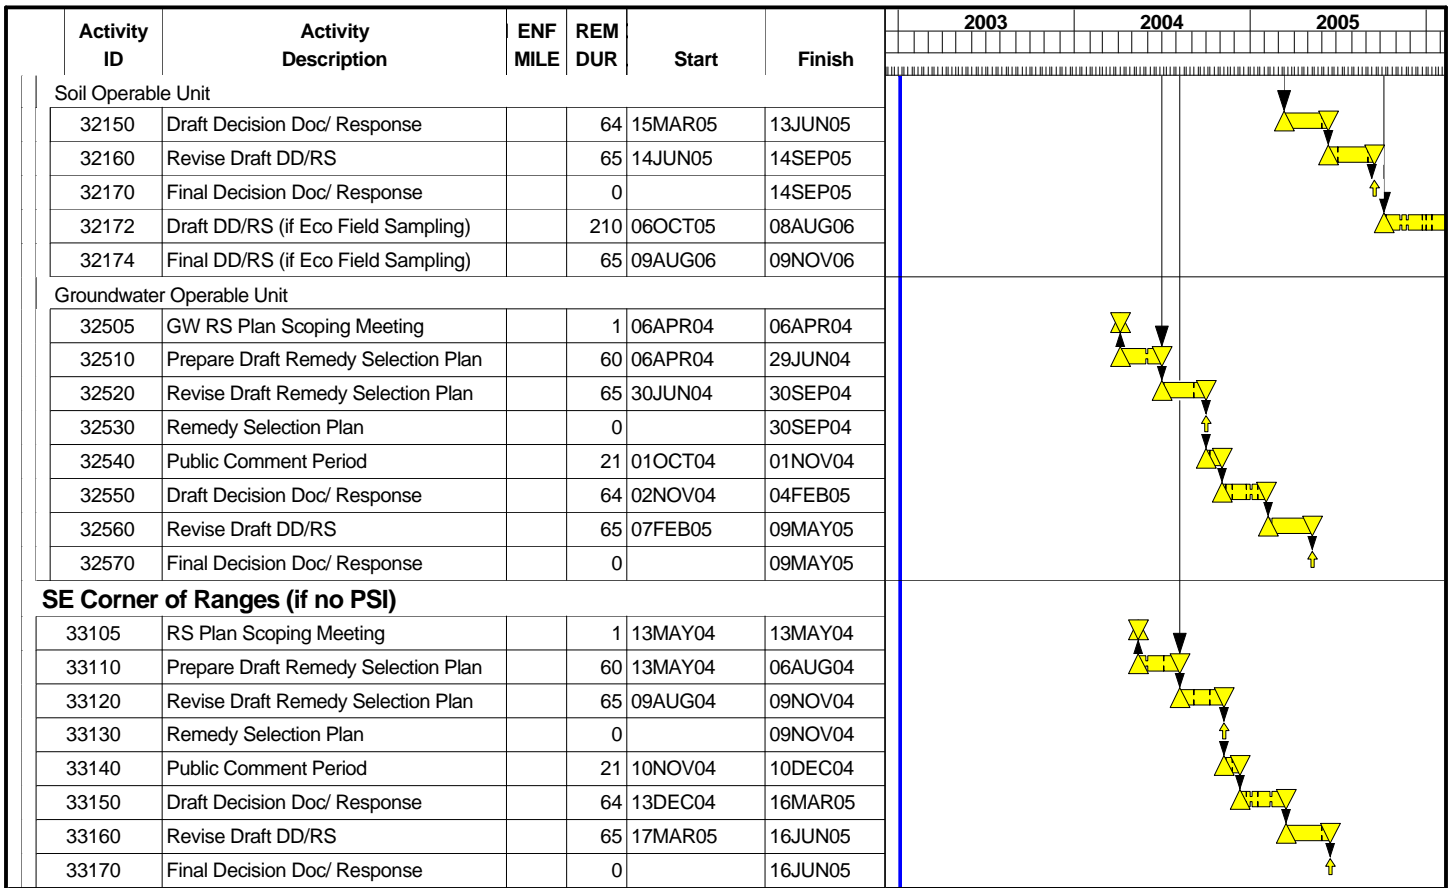 Activity Activity ENF REM 2003 2004 2005
ID Description MILE DUR Start Finish
Soil Operable Unit
32150 Draft Decision Doc/ Response 64 15MAR05 13JUN05
32160 Revise Draft DD/RS 65 14JUN05 14SEP05
32170 Final Decision Doc/ Response 0 14SEP05
32172 Draft DD/RS (if Eco Field Sampling) 210 06OCT05 08AUG06
32174 Final DD/RS (if Eco Field Sampling) 65 09AUG06 09NOV06
Groundwater Operable Unit
32505 GW RS Plan Scoping Meeting 1 06APR04 06APR04
32510 Prepare Draft Remedy Selection Plan 60 06APR04 29JUN04
32520 Revise Draft Remedy Selection Plan 65 30JUN04 30SEP04
32530 Remedy Selection Plan 0 30SEP04
32540 Public Comment Period 21 01OCT04 01NOV04
32550 Draft Decision Doc/ Response 64 02NOV04 04FEB05
32560 Revise Draft DD/RS 65 07FEB05 09MAY05
32570 Final Decision Doc/ Response 0 09MAY05
SE Corner of Ranges (if no PSI)
33105 RS Plan Scoping Meeting 1 13MAY04 13MAY04
33110 Prepare Draft Remedy Selection Plan 60 13MAY04 06AUG04
33120 Revise Draft Remedy Selection Plan 65 09AUG04 09NOV04
33130 Remedy Selection Plan 0 09NOV04
33140 Public Comment Period 21 10NOV04 10DEC04
33150 Draft Decision Doc/ Response 64 13DEC04 16MAR05
33160 Revise Draft DD/RS 65 17MAR05 16JUN05
33170 Final Decision Doc/ Response 0 16JUN05